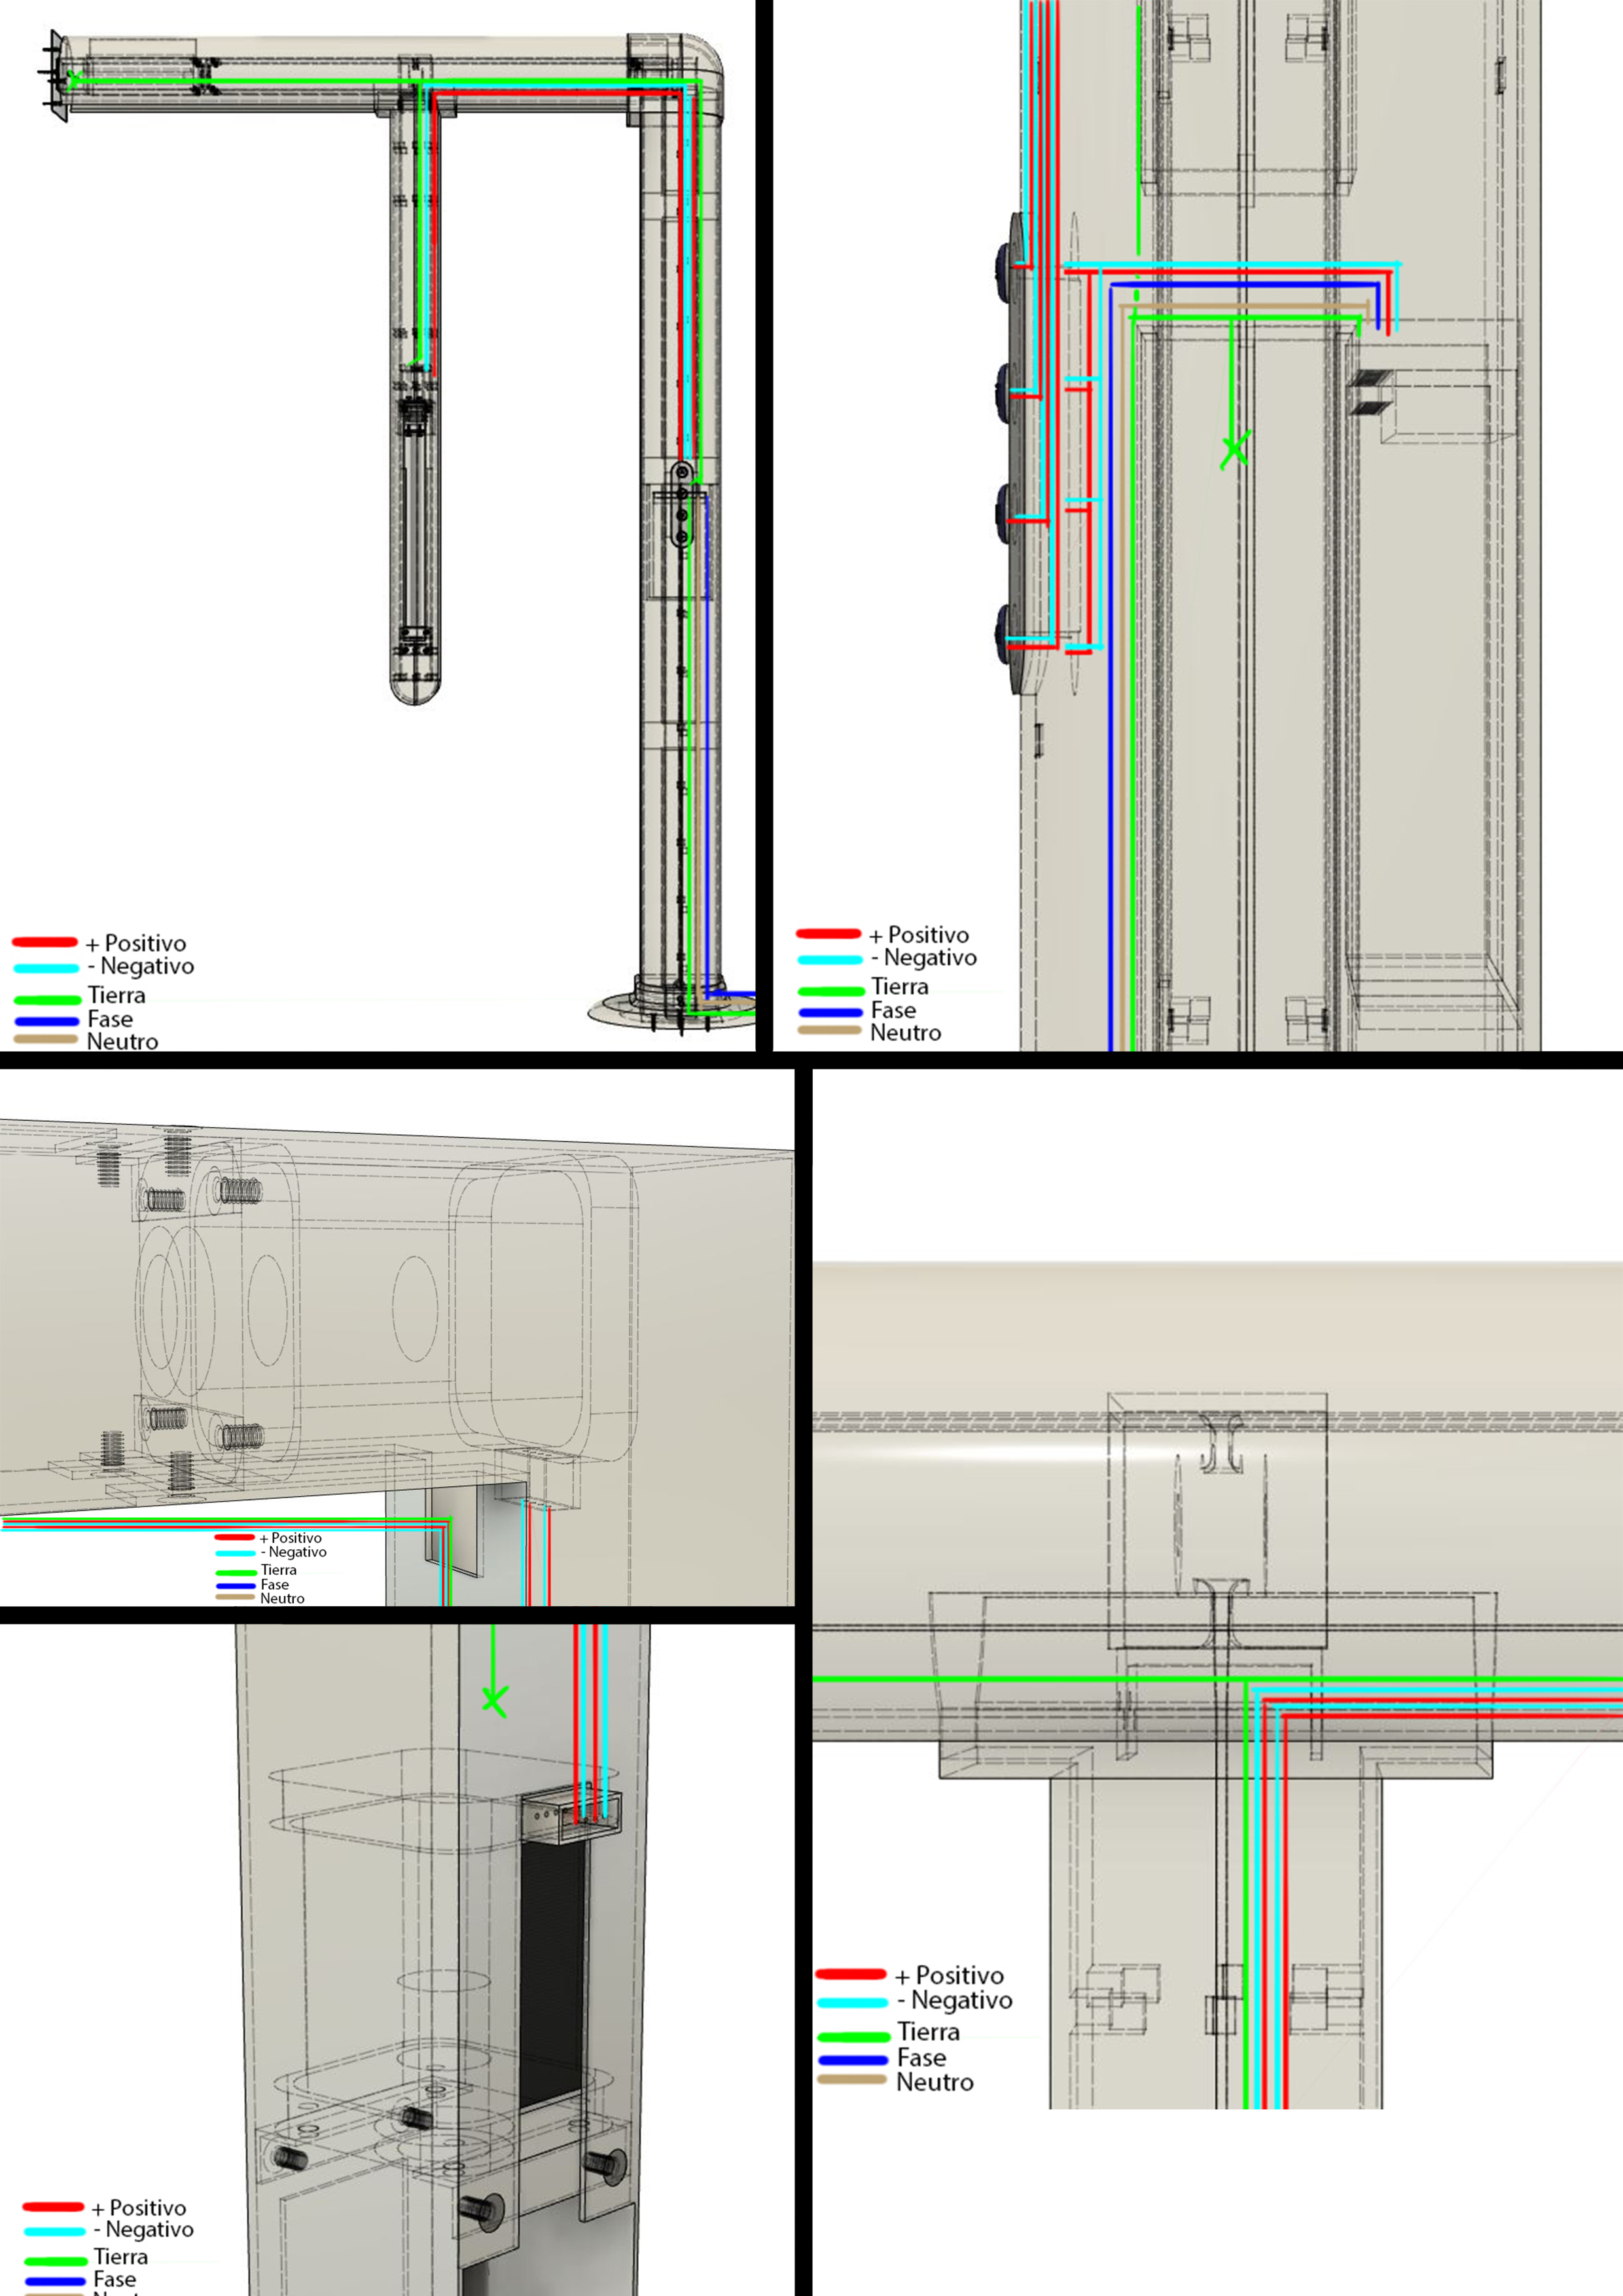 + Positivo
- Negativo
Tierra
Fase
Neutro
+ Positivo
- Negativo
Tierra
Fase
Neutro
+ Positivo
- Negativo
Tierra
Fase
Neutro
+ Positivo
- Negativo
Tierra
Fase
Neutro
+ Positivo
- Negativo
Tierra
Fase